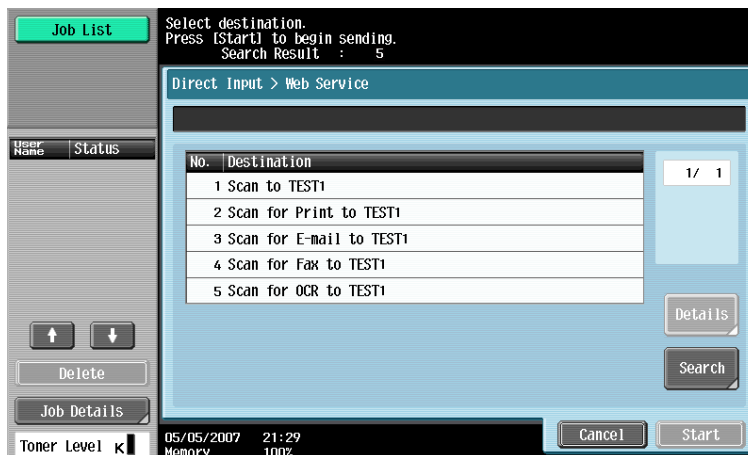 Job List
Select destination.
Press [Start] to begin sending.
Search Result : 5
Direct Input > Web Service
User Name Status
No. Destination
1/ 1
1 Scan to TEST1
2 Scan for Print to TEST1
3 Scan for E-mail to TEST1
4 Scan for Fax to TEST1
5 Scan for OCR to TEST1
Details
Delete
Search
Job Details
Toner Level K
05/05/2007 21:29
Memory 100%
Cancel
Start